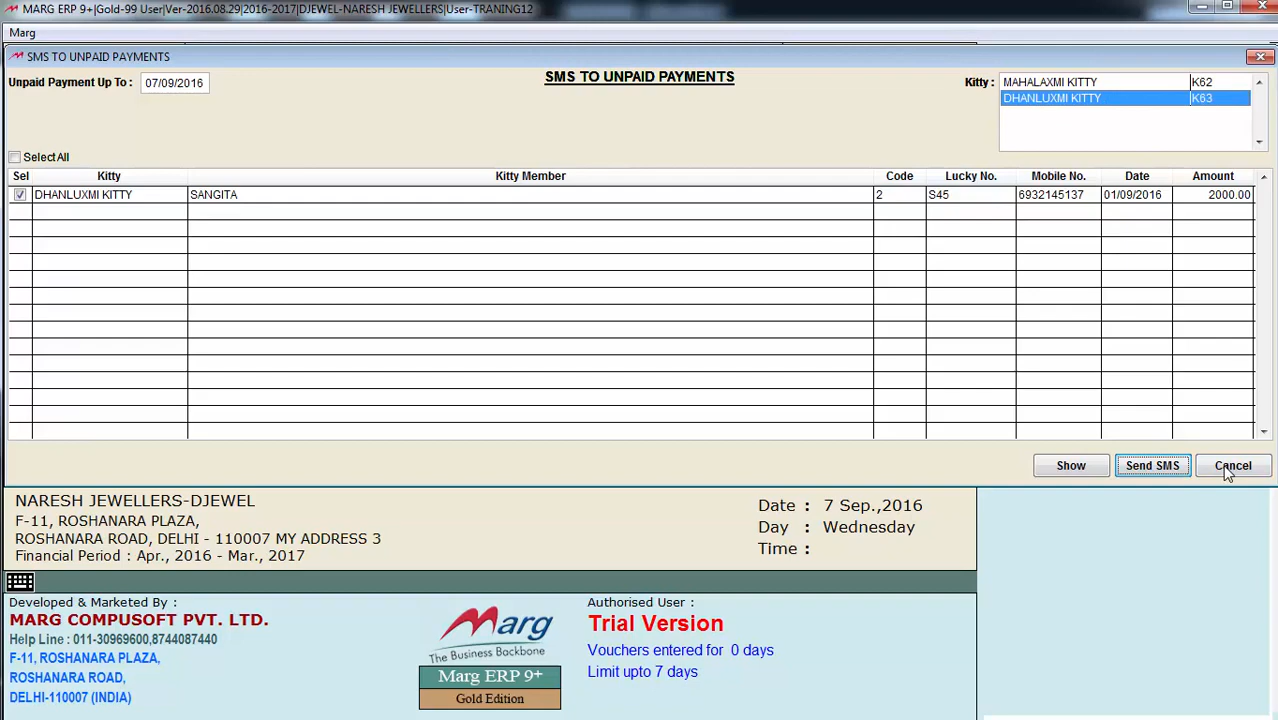 MARG ERP 9+|Gold-99 User|Ver-2016.08.29|2016-2017|DJEWEL-NARESH JEWELLERS|User-TRANING12
Marg
SMS TO UNPAID PAYMENTS
Unpaid Payment Up To : 07/09/2016
SMS TO UNPAID PAYMENTS
Kitty : MAHALAXMI KITTY K62
DHANLUXMI KITTY K63
Select All
Sel Kitty Kitty Member Code Lucky No. Mobile No. Date Amount
DHANLUXMI KITTY SANGITA 2 S45 6932145137 01/09/2016 2000.00
Show Send SMS Cancel
NARESH JEWELLERS-DJEWEL
F-11, ROSHANARA PLAZA,
ROSHANARA ROAD, DELHI - 110007 MY ADDRESS 3
Financial Period : Apr., 2016 - Mar., 2017
Date : 7 Sep.,2016
Day : Wednesday
Time :
Developed & Marketed By :
MARG COMPUSOFT PVT. LTD.
Help Line : 011-30969600,8744087440
F-11, ROSHANARA PLAZA,
ROSHANARA ROAD,
DELHI-110007 (INDIA)
Marg
The Business Backbone
Marg ERP 9+
Gold Edition
Authorised User :
Trial Version
Vouchers entered for 0 days
Limit upto 7 days